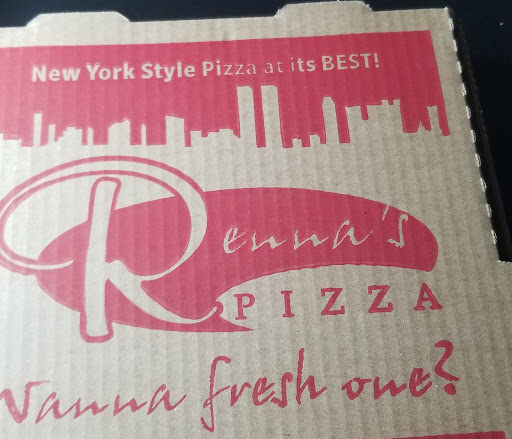 New York Style Pizza at its BEST!
Renna's
PIZZA
Wanna fresh one?